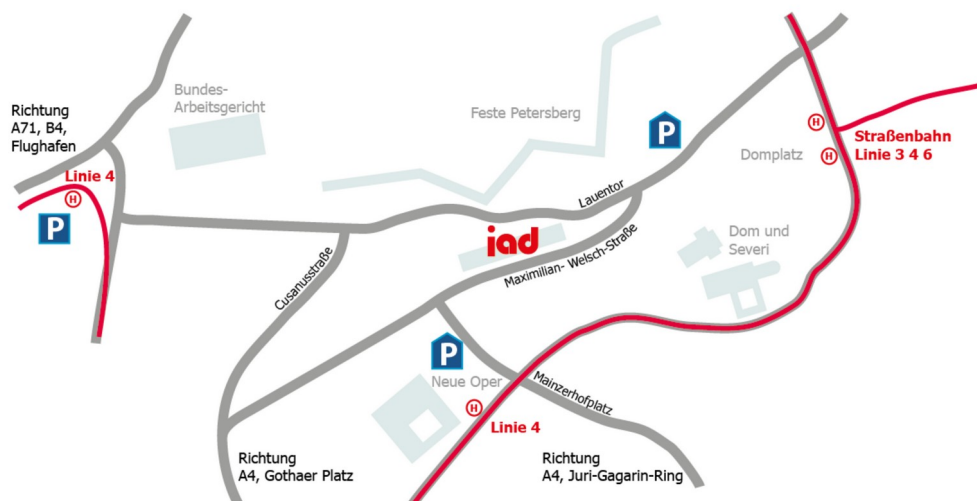 Bundes-
Arbeitsgericht
Richtung
A71, B4,
Flughafen
Feste Petersberg
P
H
Straßenbahn
Linie 3 4 6
Domplatz
H
Linie 4
H
P
Lauentor
iad
Maximilian- Welsch-Straße
Dom und
Severi
Cusanusstraße
P
Neue Oper
Mainzerhofplatz
H
Linie 4
Richtung
A4, Gothaer Platz
Richtung
A4, Juri-Gagarin-Ring